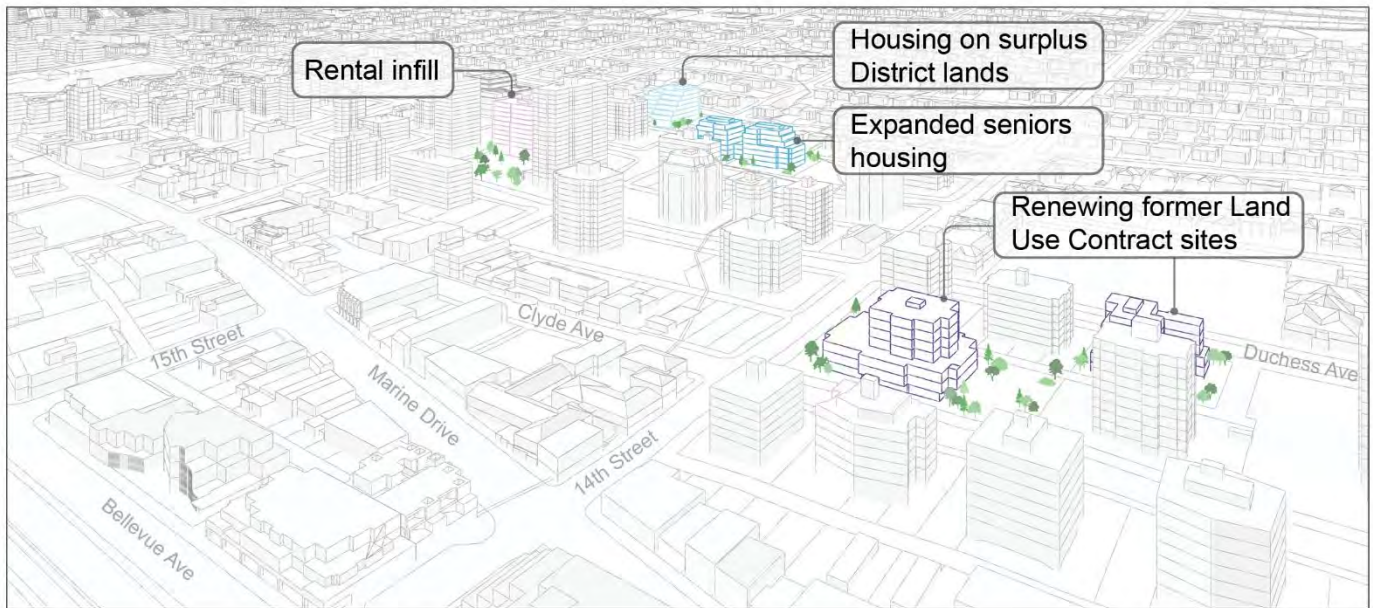 Rental infill
Housing on surplus
District lands
Expanded seniors
housing
Renewing former Land
Use Contract sites
Clyde Ave
15th Street
Marine Drive
Duchess Ave
14th Street
Bellevue Ave